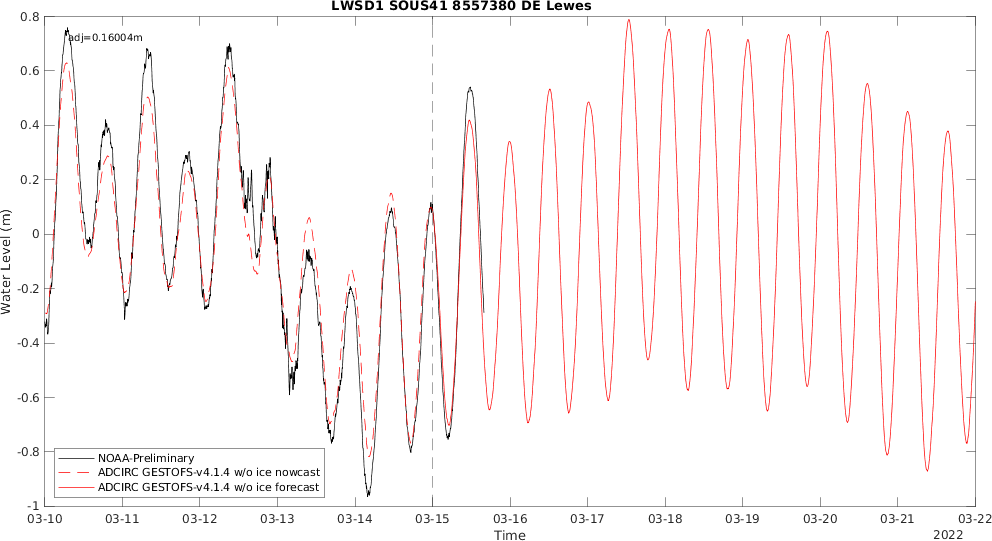 LWSD1 SOUS41 8557380 DE Lewes
adj=0.16004m
Water Level (m)
0.8
0.6
0.4
0.2
0
-0.2
-0.4
-0.6
-0.8
-1
NOAA-Preliminary
ADCIRC GESTOFS-v4.1.4 w/o ice nowcast
ADCIRC GESTOFS-v4.1.4 w/o ice forecast
03-10 03-11 03-12 03-13 03-14 03-15 03-16 03-17 03-18 03-19 03-20 03-21 03-22
Time
2022